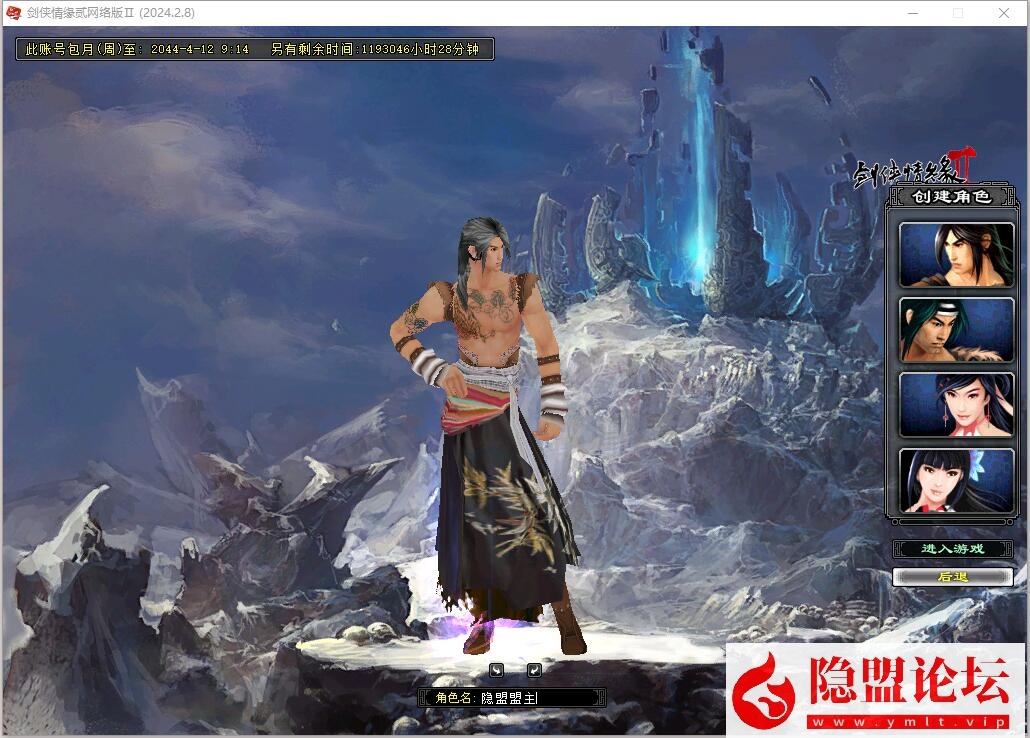 剑侠情缘贰网络版Ⅱ (2024.2.8)
此账号包月(周)至: 2044-4-12 9:14 另有剩余时间:1193046小时28分钟
剑侠情缘Ⅱ
创建角色
进入游戏
后退
角色名: 隐盟盟主
隐盟论坛
www.ymlt.vip